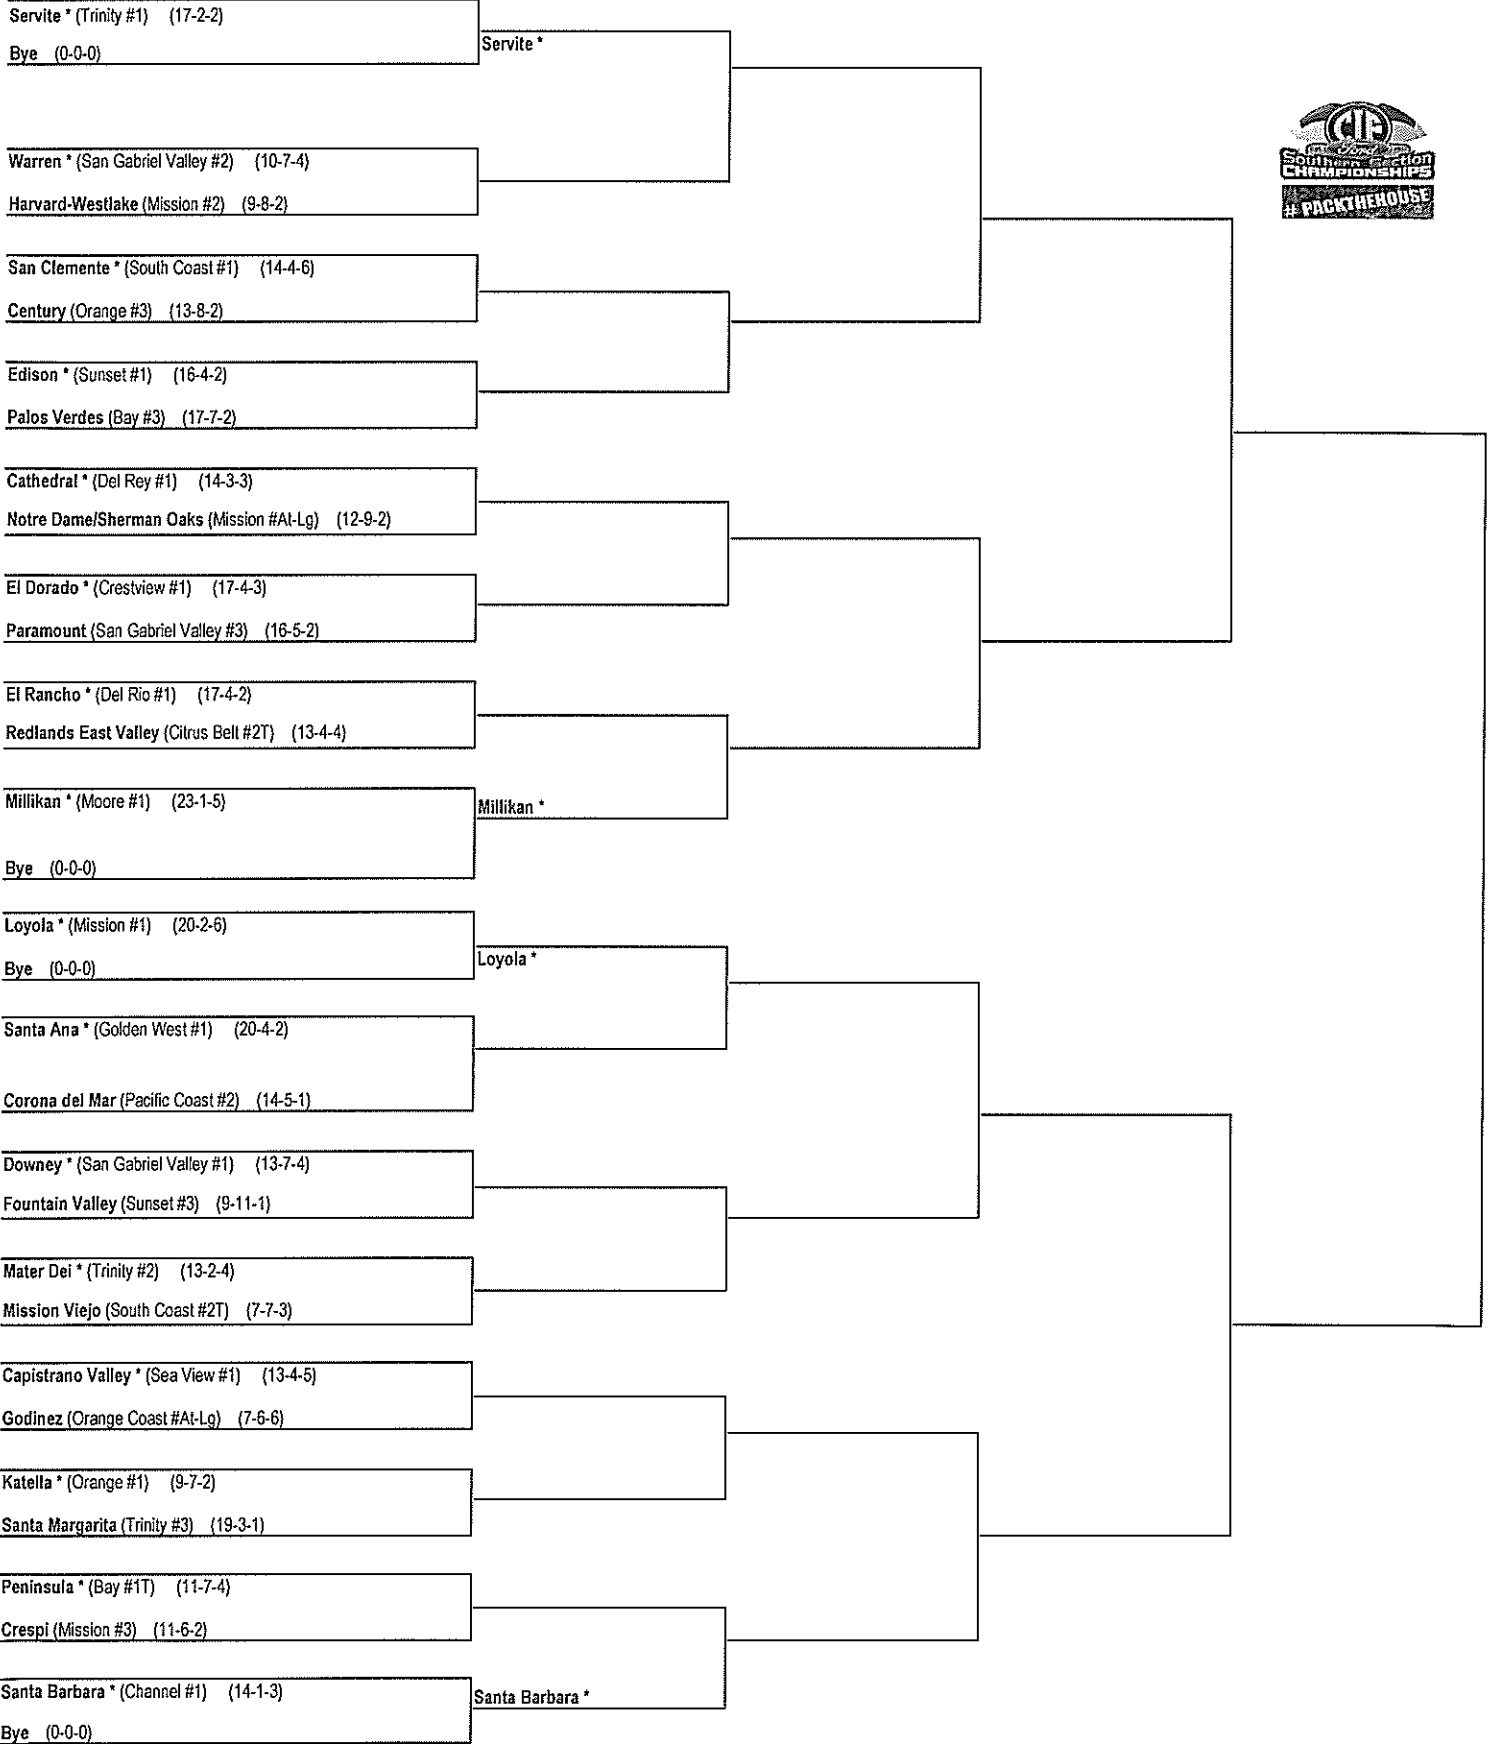 Servite * (Trinity #1) (17-2-2)
Bye (0-0-0)
Servite *
Warren * (San Gabriel Valley #2) (10-7-4)
Harvard-Westlake (Mission #2) (9-8-2)
San Clemente * (South Coast #1) (14-4-6)
Century (Orange #3) (13-8-2)
Edison * (Sunset #1) (16-4-2)
Palos Verdes (Bay #3) (17-7-2)
Cathedral * (Del Rey #1) (14-3-3)
Notre Dame/Sherman Oaks (Mission #At-Lg) (12-9-2)
El Dorado * (Crestview #1) (17-4-3)
Paramount (San Gabriel Valley #3) (16-5-2)
El Rancho * (Del Rio #1) (17-4-2)
Redlands East Valley (Citrus Belt #2T) (13-4-4)
Millikan * (Moore #1) (23-1-5)
Millikan *
Bye (0-0-0)
Loyola * (Mission #1) (20-2-6)
Bye (0-0-0)
Loyola *
Santa Ana * (Golden West #1) (20-4-2)
Corona del Mar (Pacific Coast #2) (14-5-1)
Downey * (San Gabriel Valley #1) (13-7-4)
Fountain Valley (Sunset #3) (9-11-1)
Mater Dei * (Trinity #2) (13-2-4)
Mission Viejo (South Coast #2T) (7-7-3)
Capistrano Valley * (Sea View #1) (13-4-5)
Godinez (Orange Coast #At-Lg) (7-6-6)
Katella * (Orange #1) (9-7-2)
Santa Margarita (Trinity #3) (19-3-1)
Peninsula * (Bay #1T) (11-7-4)
Crespi (Mission #3) (11-6-2)
Santa Barbara * (Channel #1) (14-1-3)
Santa Barbara *
Bye (0-0-0)
CIF
Ford
Southern Section
CHAMPIONSHIPS
# PACKTHEHOUSE